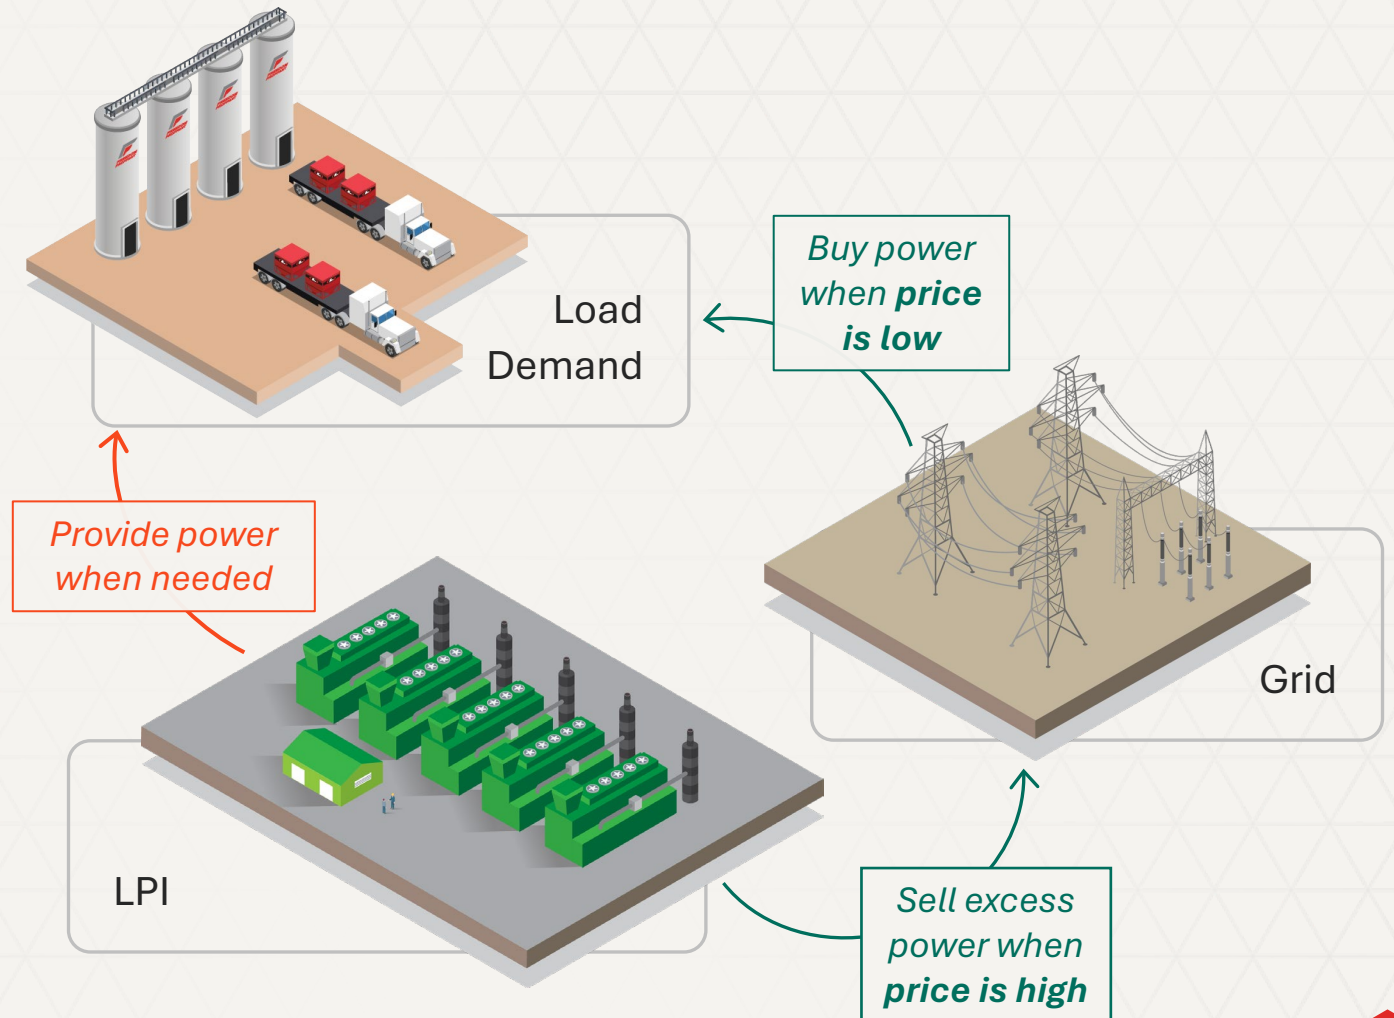 Load
Demand
Buy power
when price
is low
Provide power
when needed
Grid
LPI
Sell excess
power when
price is high